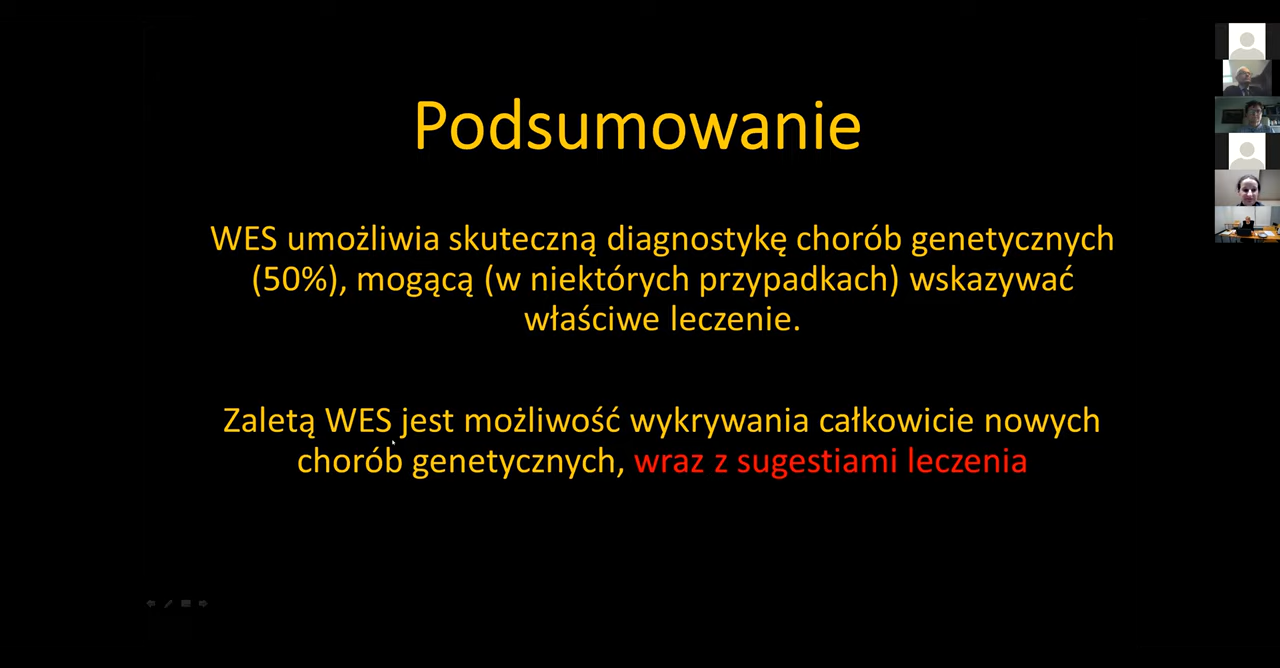 Podsumowanie
WES umożliwia skuteczną diagnostykę chorób genetycznych
(50%), mogącą (w niektórych przypadkach) wskazywać
właściwe leczenie.
Zaletą WES jest możliwość wykrywania całkowicie nowych
chorób genetycznych, wraz z sugestiami leczenia